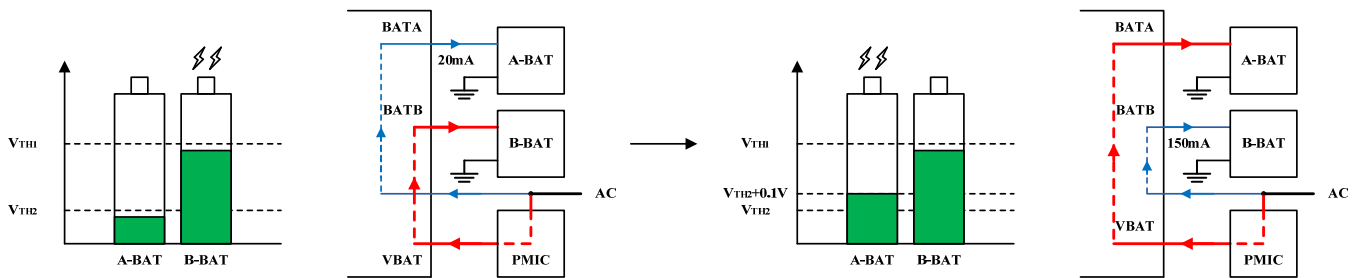 VTH1
VTH2
A-BAT
B-BAT
BATA
20mA
A-BAT
BATB
B-BAT
AC
VBAT
PMIC
VTH1
VTH2+0.1V
VTH2
A-BAT
B-BAT
BATA
A-BAT
BATB
150mA
B-BAT
AC
VBAT
PMIC